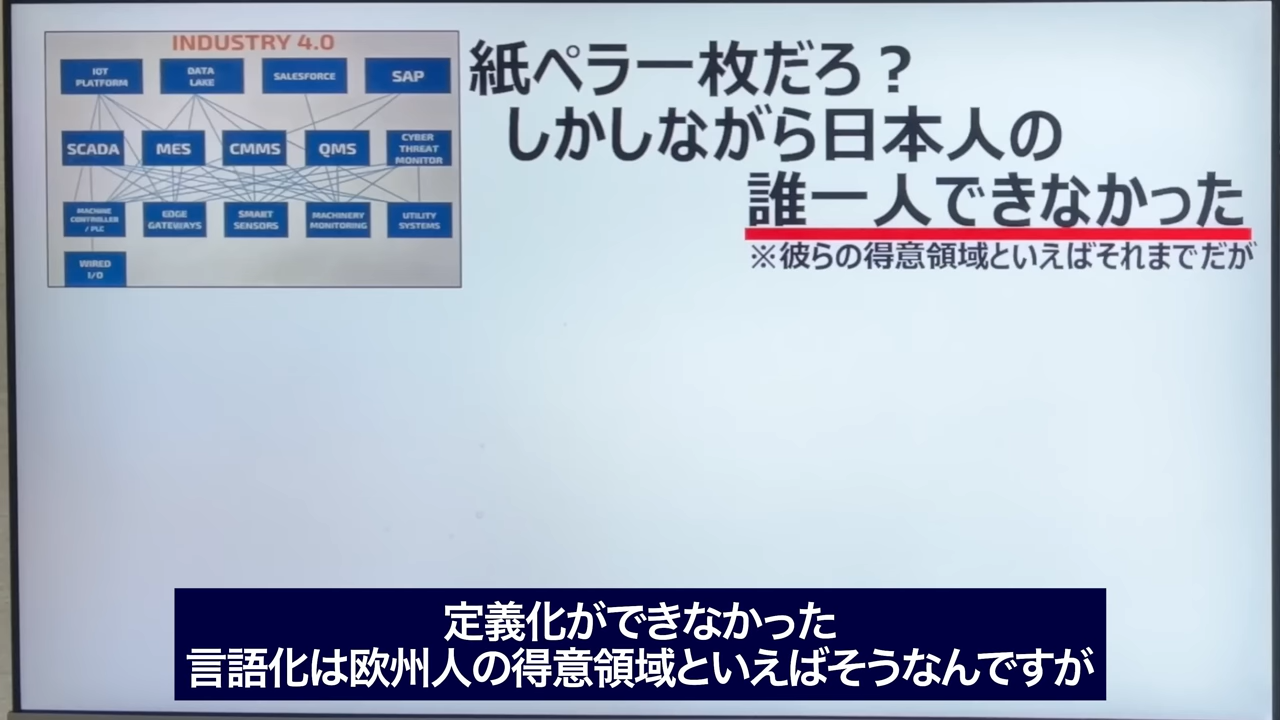 INDUSTRY 4.0
IOT
PLATFORM
DATA
LAKE
SALESFORCE
SAP
SCADA
MES
CMMS
QMS
CYBER
THREAT
MONITOR
MACHINE
CONTROLLER
/ PLC
EDGE
GATEWAYS
SMART
SENSORS
MACHINERY
MONITORING
UTILITY
SYSTEMS
WIRED
I/O
紙ペラ一枚だろ?
しかしながら日本人の
誰一人できなかった
※彼らの得意領域といえばそれまでだが
定義化ができなかった
言語化は欧州人の得意領域といえばそうなんですが